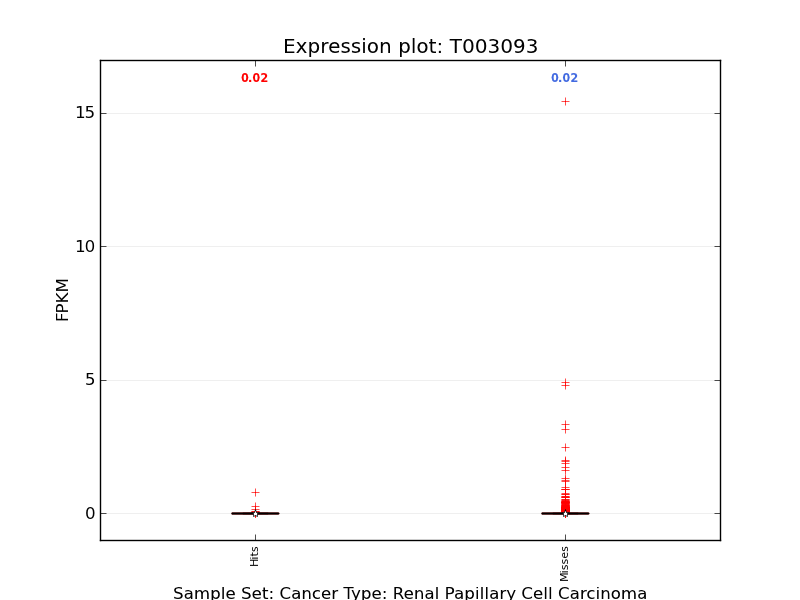 Expression plot: T003093
0.02 0.02
15
10
5
0
FPKM
Hits Misses
Sample Set: Cancer Type: Renal Papillary Cell Carcinoma